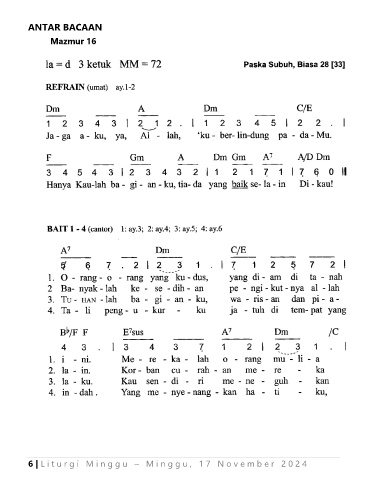 ANTAR BACAAN
Mazmur 16
la = d 3 ketuk MM = 72 Paska Subuh, Biasa 28 [33]
REFRAIN (umat) ay.1-2
Dm A Dm C/E
1 2 3 4 3 | 2 1 2 . | 1 2 3 4 5 | 2 2 . |
Ja - ga a - ku, ya, Al - lah, 'ku - ber - lin-dung pa - da - Mu.
F Gm A Dm Gm A7 A/D Dm
3 4 5 4 3 | 2 3 4 3 2 | 1 2 1 7 1 | 7 6 0 ||
Hanya Kau-lah ba - gi - an - ku, tia- da yang baik se - la - in Di - kau!
BAIT 1 - 4 (cantor) 1: ay.3; 2: ay.4; 3: ay.5; 4: ay.6
A7 Dm C/E
5 6 7 . 2 | 2 3 1 . | 7 1 2 5 7 2 |
1. O - rang - o - rang yang ku - dus, yang di - am di ta - nah
2 Ba - nyak - lah ke - se - dih - an pe - ngi - kut - nya al - lah
3. TU - HAN - lah ba - gi - an - ku, wa - ris - an dan pi - a -
4. Ta - li peng - u - kur - ku ja - tuh di tem - pat yang
Bb/F F E7sus A7 Dm /C
4 3 . | 3 4 3 7 1 2 | 2 3 1 . |
1. i - ni. Me - re - ka - lah o - rang mu - li - a
2. la - in. Kor - ban cu - rah - an me - re - ka
3. la - ku. Kau sen - di - ri me - ne - guh - kan
4. in - dah . Yang me - nye - nang - kan ha - ti - ku,
6 | Liturgi Minggu – Minggu, 17 November 2024